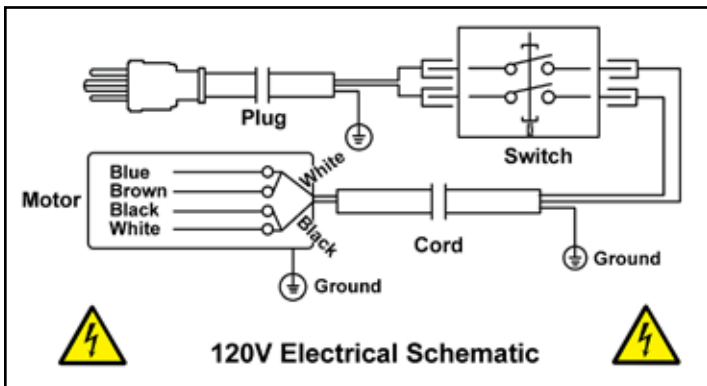 Plug
Switch
Motor
Blue
Brown
Black
White
White
Black
Cord
Ground
Ground
120V Electrical Schematic